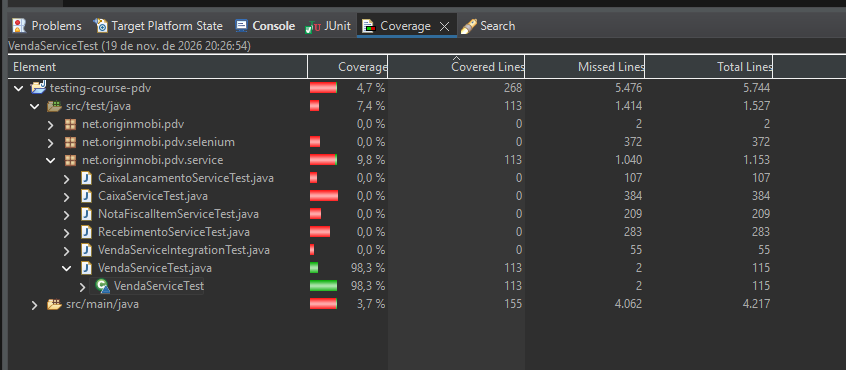 Problems Target Platform State Console JUnit Coverage Search
VendaServiceTest (19 de nov. de 2026 20:26:54)
Element Coverage Covered Lines Missed Lines Total Lines
testing-course-pdv 4,7 % 268 5.476 5.744
src/test/java 7,4 % 113 1.414 1.527
net.originmobi.pdv 0,0 % 0 2 2
net.originmobi.pdv.selenium 0,0 % 0 372 372
net.originmobi.pdv.service 9,8 % 113 1.040 1.153
CaixaLancamentoServiceTest.java 0,0 % 0 107 107
CaixaServiceTest.java 0,0 % 0 384 384
NotaFiscalItemServiceTest.java 0,0 % 0 209 209
RecebimentoServiceTest.java 0,0 % 0 283 283
VendaServiceIntegrationTest.java 0,0 % 0 55 55
VendaServiceTest.java 98,3 % 113 2 115
VendaServiceTest 98,3 % 113 2 115
src/main/java 3,7 % 155 4.062 4.217